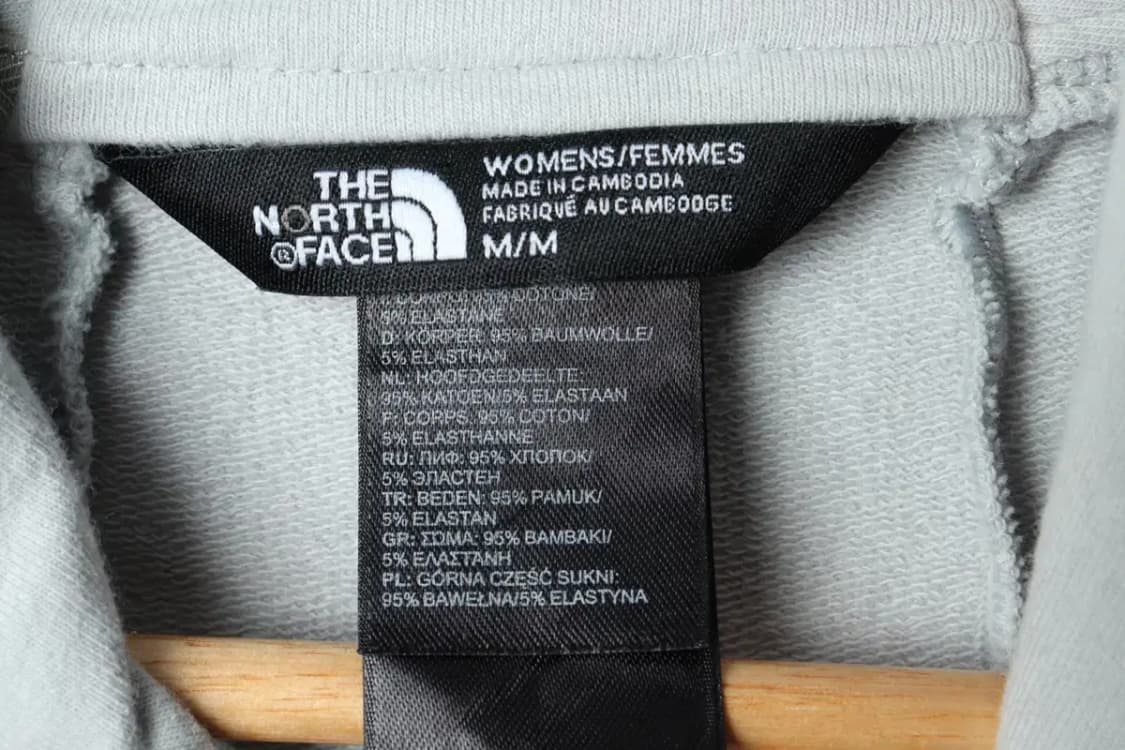 THE
NORTH
®FACE
WOMENS/FEMMES
MADE IN CAMBODIA
FABRIQUÉ AU CAMBODGE
M/M
COTONE/
5% ELASTANE
D: KÖRPER: 95% BAUMWOLLE/
5% ELASTHAN
NL: HOOFDGEDEELTE:
95% KATOEN/5% ELASTAAN
F: CORPS: 95% COTON/
5% ELASTHANNE
RU: ЛИФ: 95% ХЛОПОК/
5% ЭЛАСТЕН
TR: BEDEN: 95% PAMUK/
5% ELASTAN
GR: ΣΩΜΑ: 95% ΒΑΜΒΑΚΙ/
5% ΕΛΑΣΤΑΝΗ
PL: GÓRNA CZĘŚĆ SUKNI:
95% BAWEŁNA/5% ELASTYNA